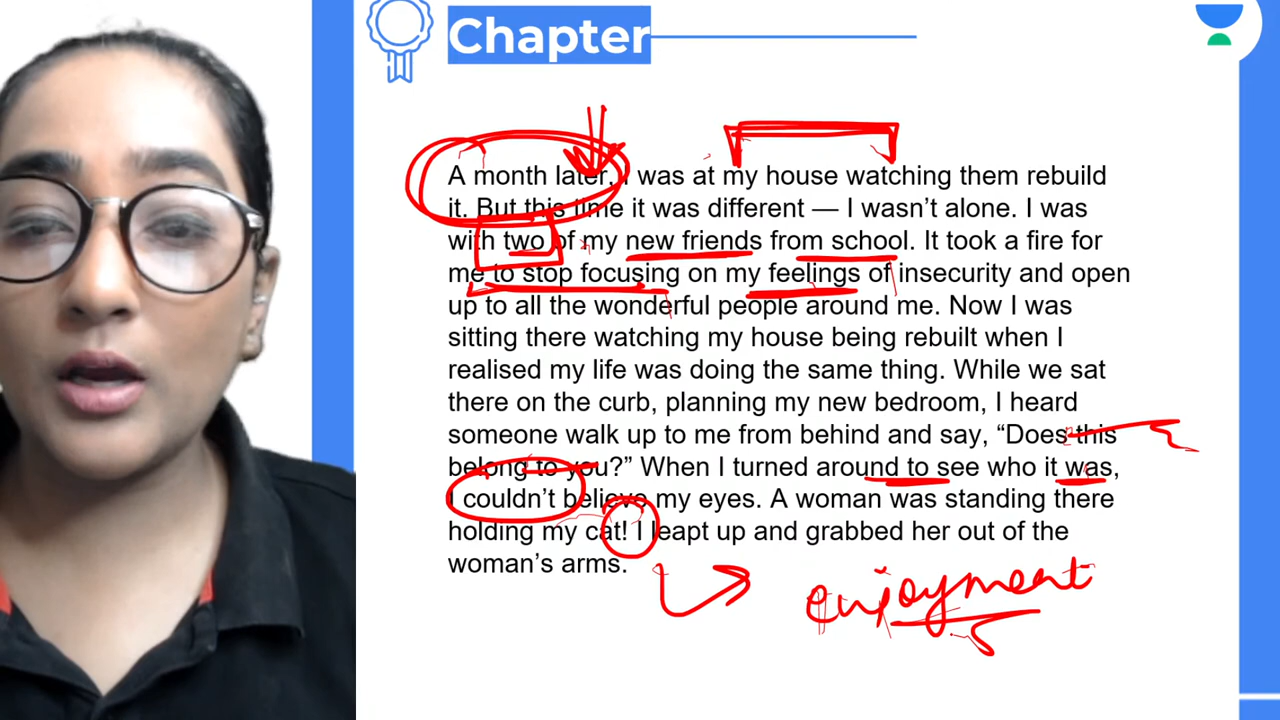 Chapter
A month later, I was at my house watching them rebuild
it. But this time it was different — I wasn’t alone. I was
with two of my new friends from school. It took a fire for
me to stop focusing on my feelings of insecurity and open
up to all the wonderful people around me. Now I was
sitting there watching my house being rebuilt when I
realised my life was doing the same thing. While we sat
there on the curb, planning my new bedroom, I heard
someone walk up to me from behind and say, “Does this
belong to you?” When I turned around to see who it was,
I couldn’t believe my eyes. A woman was standing there
holding my cat! I leapt up and grabbed her out of the
woman’s arms.
enjoyment